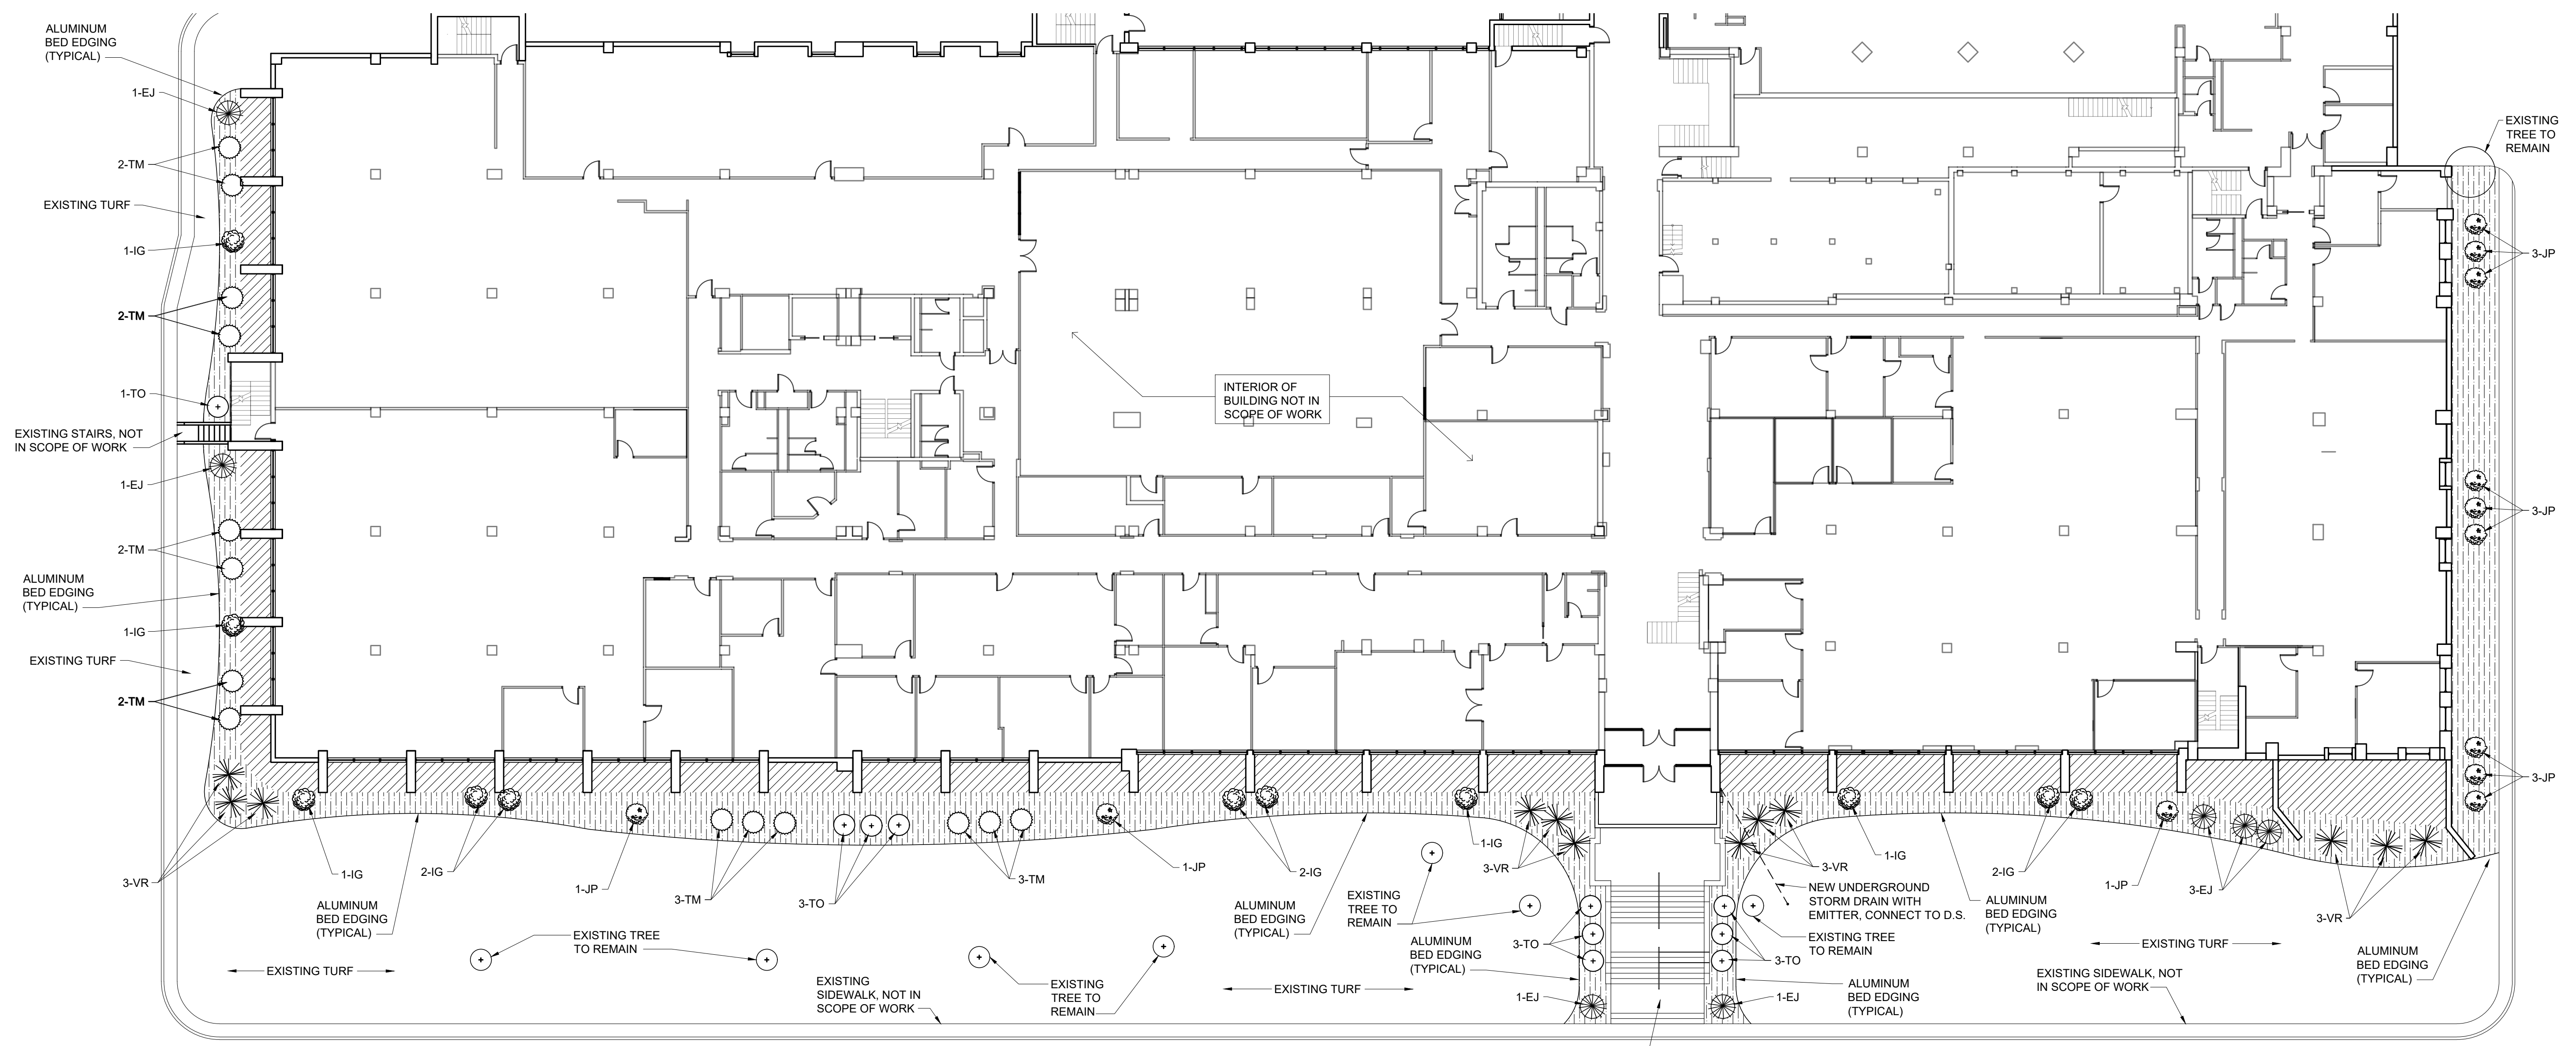 ALUMINUM
BED EDGING
(TYPICAL)
1-EJ
2-TM
EXISTING TURF
1-IG
2-TM
1-TO
EXISTING STAIRS, NOT
IN SCOPE OF WORK
1-EJ
2-TM
ALUMINUM
BED EDGING
(TYPICAL)
1-IG
EXISTING TURF
2-TM
3-VR
INTERIOR OF
BUILDING NOT IN
SCOPE OF WORK
EXISTING
TREE TO
REMAIN
3-JP
3-JP
3-JP
1-IG
ALUMINUM
BED EDGING
(TYPICAL)
2-IG
1-JP
3-TM
3-TO
3-TM
1-JP
2-IG
ALUMINUM
BED EDGING
(TYPICAL)
1-IG
3-VR
EXISTING
TREE TO
REMAIN
EXISTING TREE
TO REMAIN
EXISTING TURF
EXISTING
SIDEWALK, NOT IN
SCOPE OF WORK
EXISTING
TREE TO
REMAIN
EXISTING TURF
ALUMINUM
BED EDGING
(TYPICAL)
3-TO
1-EJ
3-VR
1-IG
NEW UNDERGROUND
STORM DRAIN WITH
EMITTER, CONNECT TO D.S.
EXISTING TREE
TO REMAIN
3-TO
1-EJ
ALUMINUM
BED EDGING
(TYPICAL)
2-IG
ALUMINUM
BED EDGING
(TYPICAL)
1-JP
3-EJ
3-VR
EXISTING TURF
EXISTING SIDEWALK, NOT
IN SCOPE OF WORK
ALUMINUM
BED EDGING
(TYPICAL)